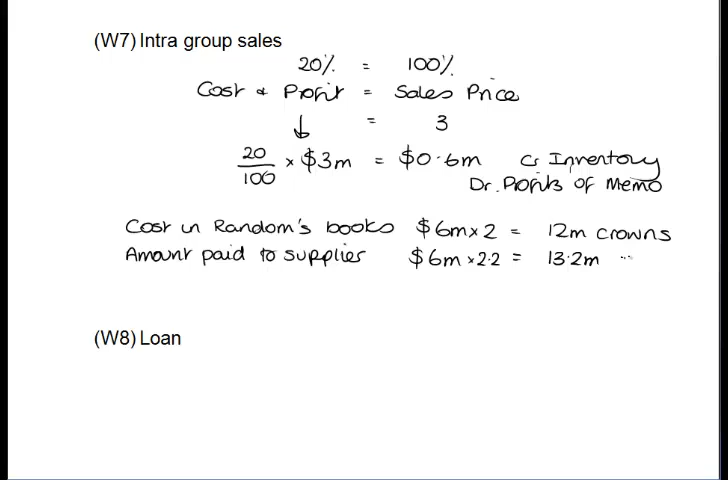 (W7) Intra group sales
20% = 100%
Cost + Profit = Sales Price
↓ = 3
20/100 × $3m = $0.6m Cr Inventory
Dr. Profits of Memo
Cost in Random's books $6m × 2 = 12m crowns
Amount paid to supplier $6m × 2.2 = 13.2m "
(W8) Loan